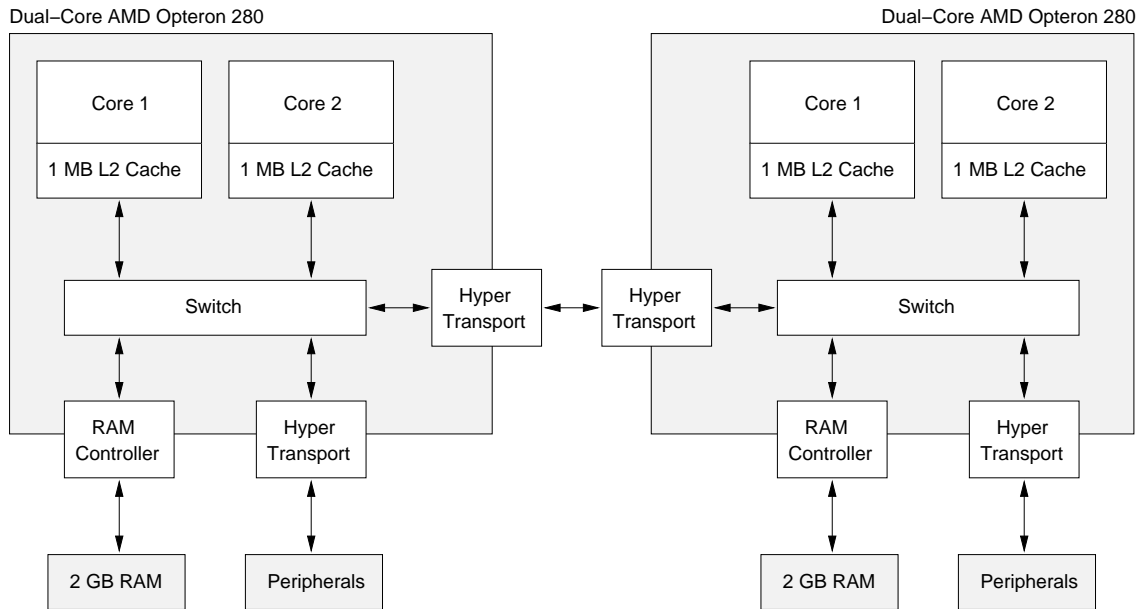 Dual–Core AMD Opteron 280
Dual–Core AMD Opteron 280
Core 1
Core 2
Core 1
Core 2
1 MB L2 Cache
1 MB L2 Cache
1 MB L2 Cache
1 MB L2 Cache
Switch
Hyper
Transport
Hyper
Transport
Switch
RAM
Controller
Hyper
Transport
RAM
Controller
Hyper
Transport
2 GB RAM
Peripherals
2 GB RAM
Peripherals